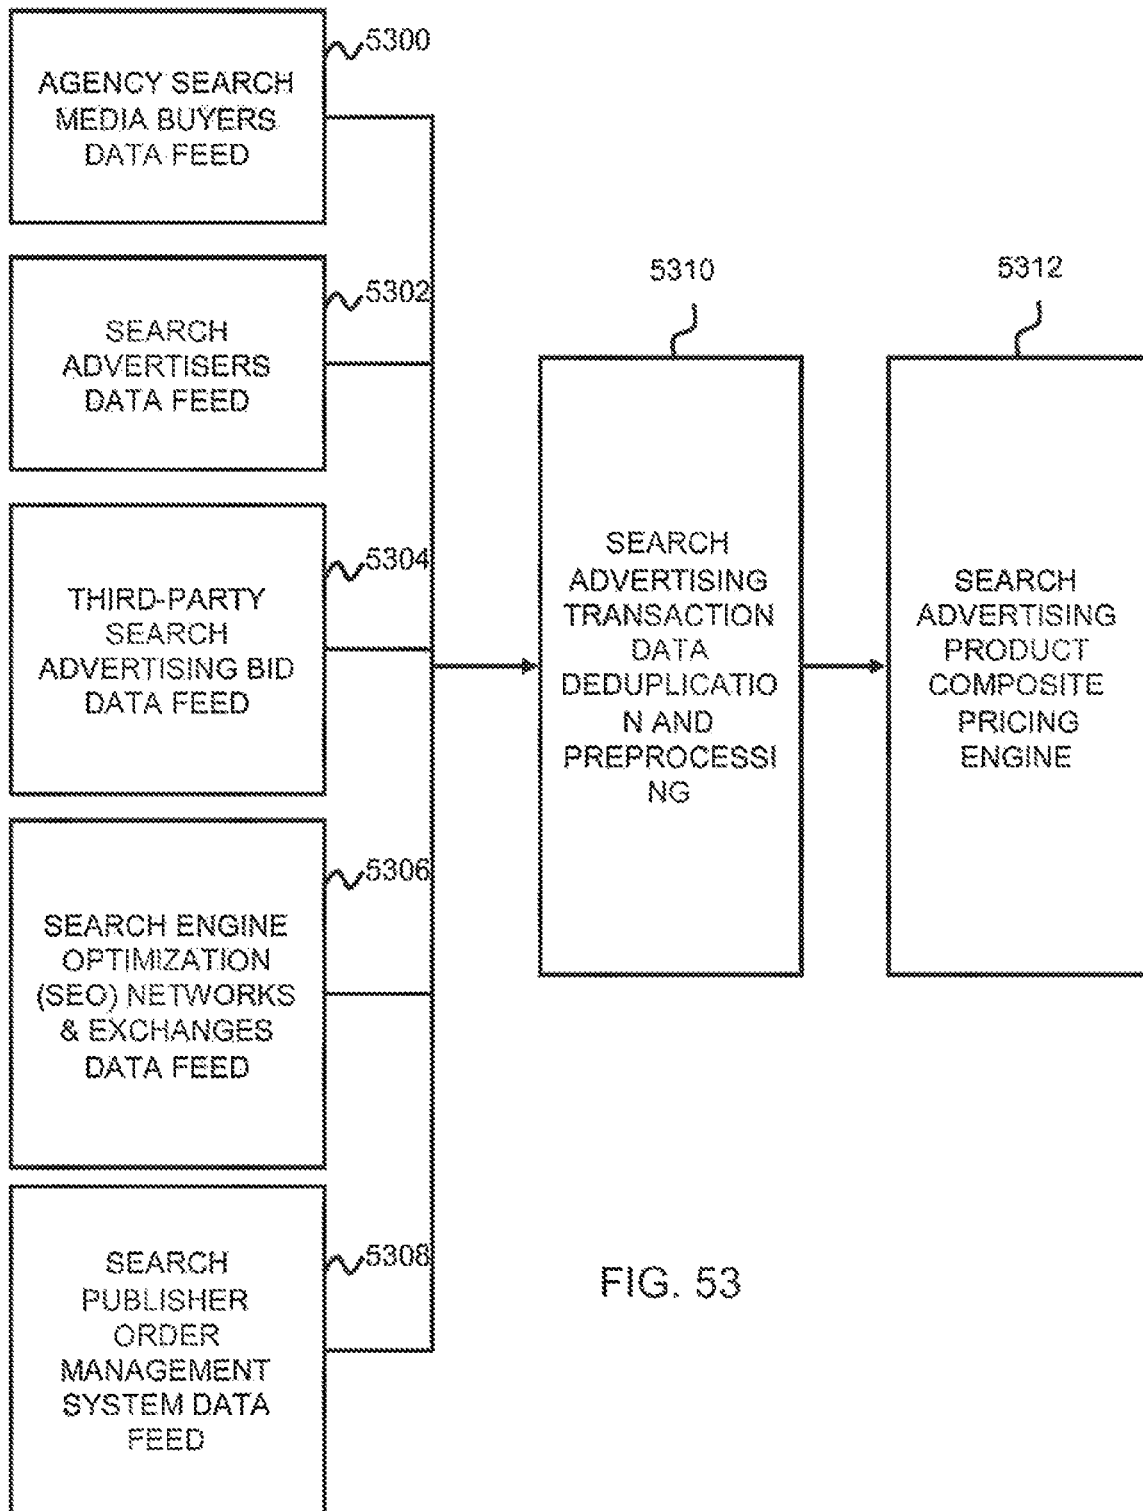 5300
AGENCY SEARCH
MEDIA BUYERS
DATA FEED
5302
SEARCH
ADVERTISERS
DATA FEED
5304
THIRD-PARTY
SEARCH
ADVERTISING BID
DATA FEED
5306
SEARCH ENGINE
OPTIMIZATION
(SEO) NETWORKS
& EXCHANGES
DATA FEED
5308
SEARCH
PUBLISHER
ORDER
MANAGEMENT
SYSTEM DATA
FEED
5310
SEARCH
ADVERTISING
TRANSACTION
DATA
DEDUPLICATIO
N AND
PREPROCESSI
NG
5312
SEARCH
ADVERTISING
PRODUCT
COMPOSITE
PRICING
ENGINE
FIG. 53